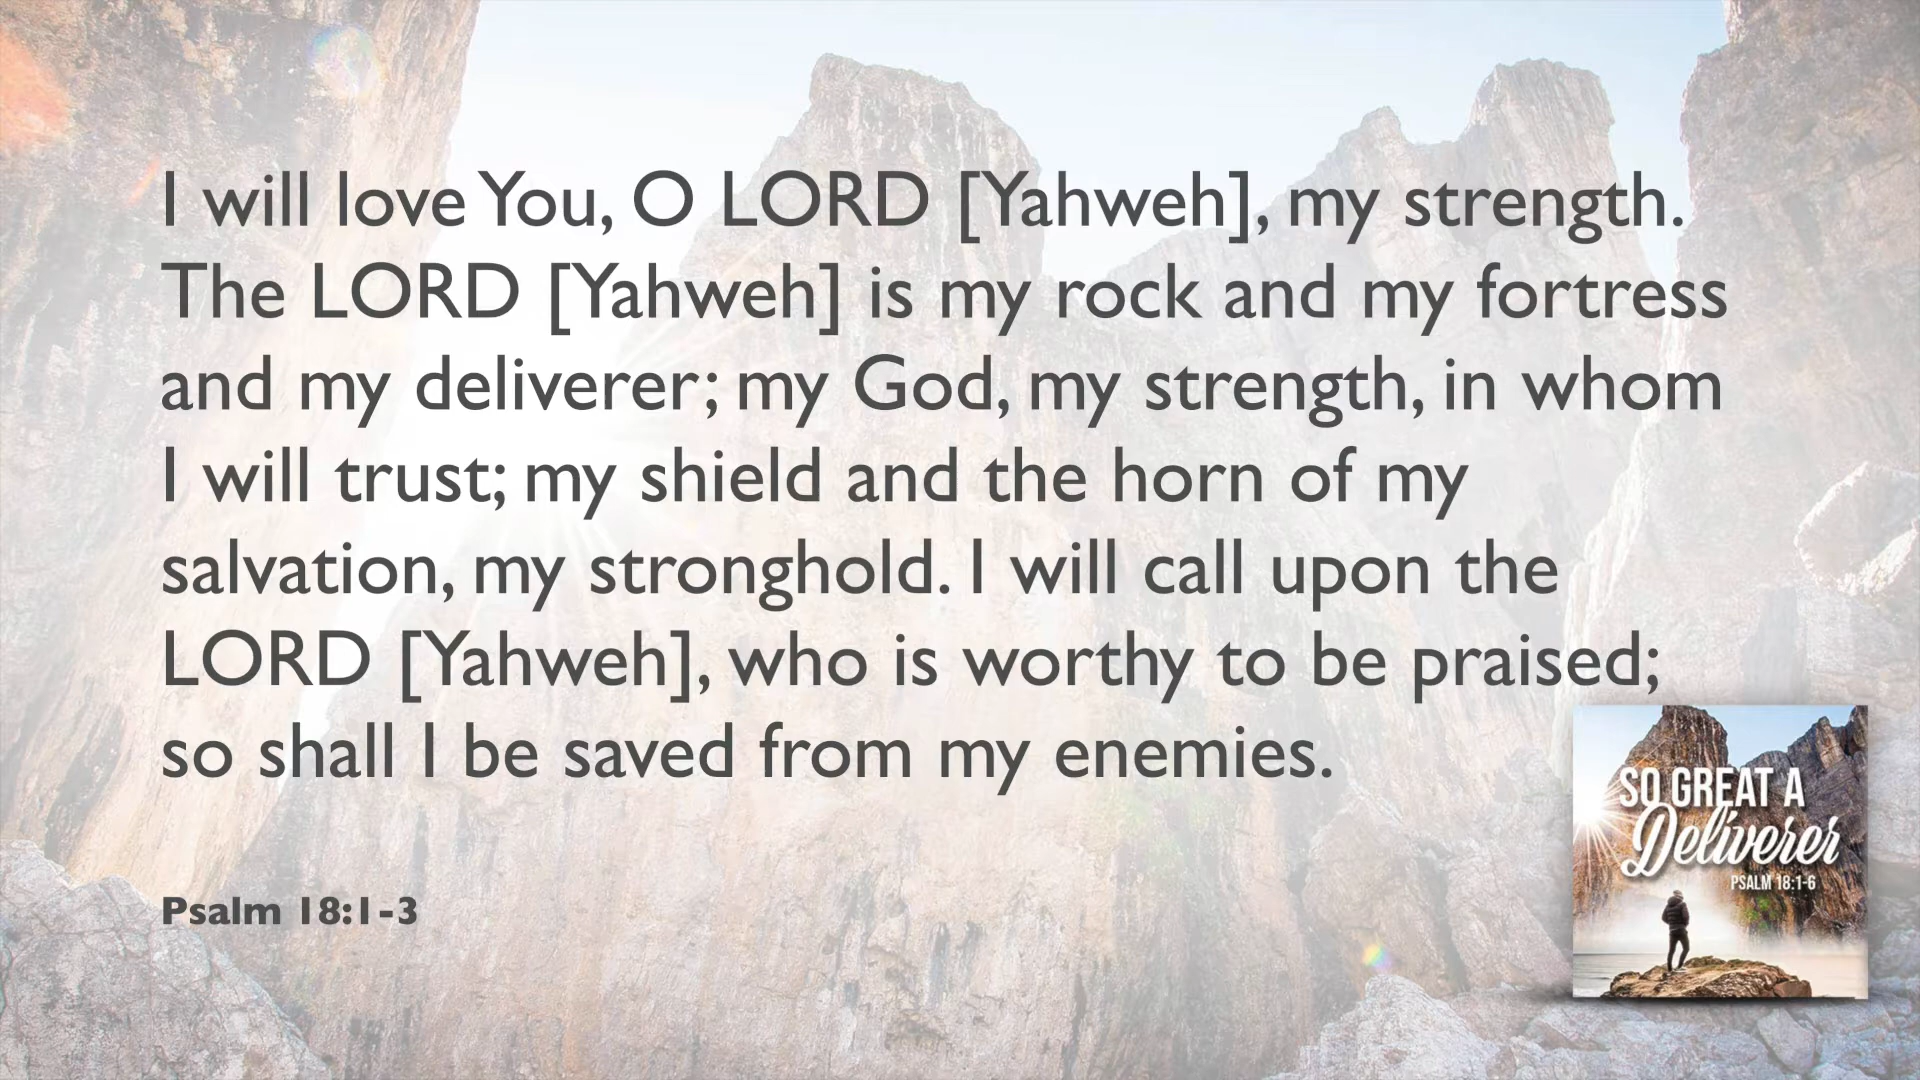 I will love You, O LORD [Yahweh], my strength.
The LORD [Yahweh] is my rock and my fortress
and my deliverer; my God, my strength, in whom
I will trust; my shield and the horn of my
salvation, my stronghold. I will call upon the
LORD [Yahweh], who is worthy to be praised;
so shall I be saved from my enemies.
Psalm 18:1-3
SO GREAT A
Deliverer
PSALM 18:1-6